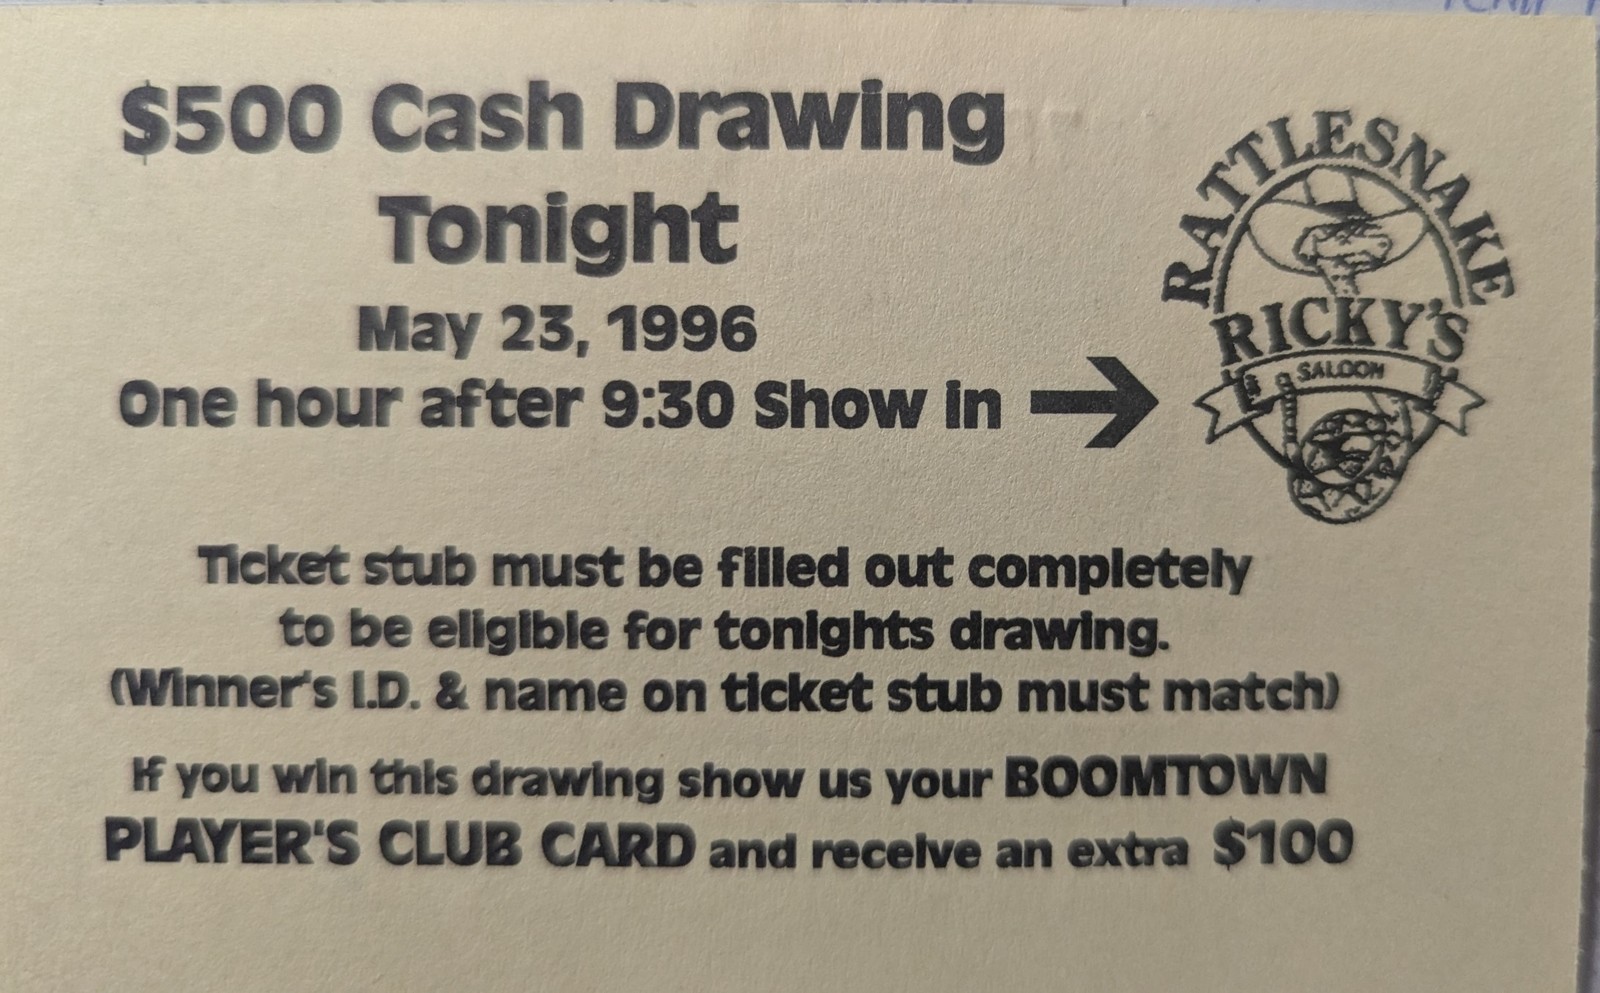 $500 Cash Drawing
Tonight
May 23, 1996
One hour after 9:30 Show in →
RATTLESNAKE
RICKY'S
SALOON
Ticket stub must be filled out completely
to be eligible for tonights drawing.
(Winner's I.D. & name on ticket stub must match)
If you win this drawing show us your BOOMTOWN
PLAYER'S CLUB CARD and receive an extra $100